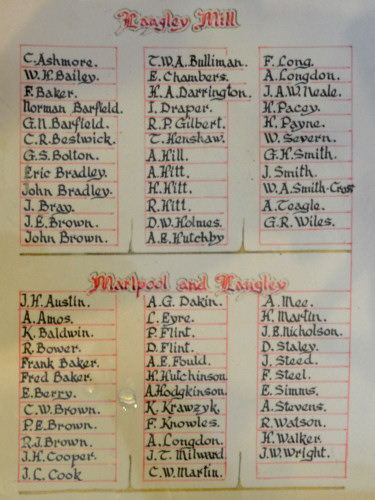 Langley Mill
C. Ashmore.
W. H. Bailey.
F. Baker.
Norman Barfield.
G. N. Barfield.
C. R. Bestwick.
G. S. Bolton.
Eric Bradley.
John Bradley.
J. Bray.
J. E. Brown.
John Brown.
T. W. A. Bulliman.
E. Chambers.
H. A. Darrington.
I. Draper.
R. P. Gilbert.
T. Henshaw.
A. Hill.
A. Hitt.
H. Hitt.
R. Hitt.
D. W. Holmes.
A. E. Hutchby
F. Long.
A. Longdon.
J. A. W. Neale.
H. Pacey.
H. Payne.
W. Severn.
G. H. Smith.
J. Smith.
W. A. Smith-Cross
A. Teagle.
G. R. Wiles.
Marlpool and Langley
J. H. Austin.
A. Amos.
K. Baldwin.
R. Bower.
Frank Baker.
Fred Baker.
E. Berry.
C. W. Brown.
P. E. Brown.
R. J. Brown.
J. H. Cooper.
J. L. Cook
A. G. Dakin.
L. Eyre.
P. Flint.
D. Flint.
A. E. Fould.
H. Hutchinson.
A. Hodgkinson.
K. Krawzyk.
F. Knowles.
A. Longdon.
J. T. Milward.
C. W. Martin.
A. Mee.
H. Martin.
J. B. Nicholson.
D. Staley.
J. Steed.
F. Steel.
E. Simms.
A. Stevens.
R. Watson.
H. Walker.
J. W. Wright.